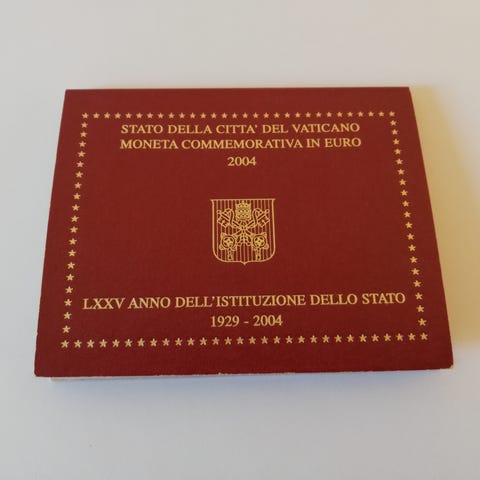 STATO DELLA CITTA' DEL VATICANO
MONETA COMMEMORATIVA IN EURO
2004
LXXV ANNO DELL'ISTITUZIONE DELLO STATO
1929 - 2004